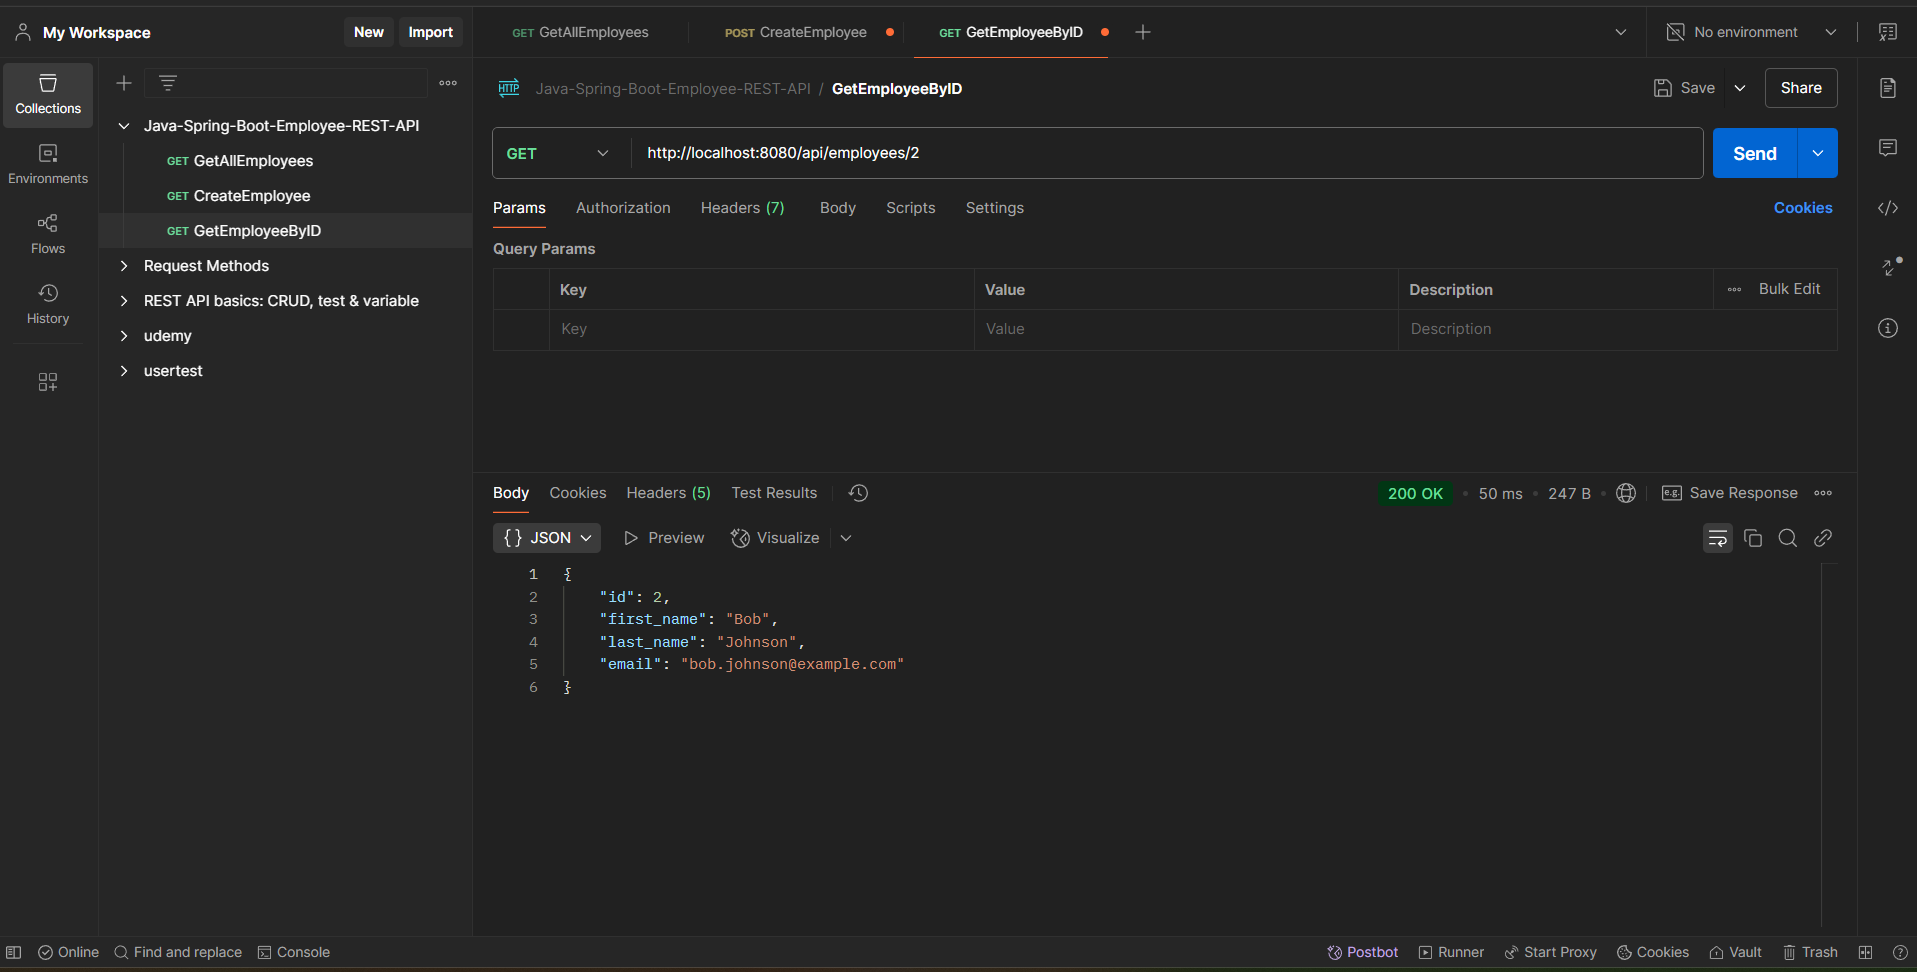 My Workspace
New
Import
GET GetAllEmployees
POST CreateEmployee
GET GetEmployeeByID
No environment
Collections
Environments
Flows
History
Java-Spring-Boot-Employee-REST-API
GET GetAllEmployees
GET CreateEmployee
GET GetEmployeeByID
Request Methods
REST API basics: CRUD, test & variable
udemy
usertest
HTTP Java-Spring-Boot-Employee-REST-API / GetEmployeeByID
Save
Share
GET http://localhost:8080/api/employees/2
Send
Params Authorization Headers (7) Body Scripts Settings
Cookies
Query Params
Key Value Description Bulk Edit
Key Value Description
Body Cookies Headers (5) Test Results
200 OK • 50 ms • 247 B • e.g. Save Response
{} JSON Preview Visualize
1 {
2 "id": 2,
3 "first_name": "Bob",
4 "last_name": "Johnson",
5 "email": "bob.johnson@example.com"
6 }
Online Find and replace Console
Postbot Runner Start Proxy Cookies Vault Trash